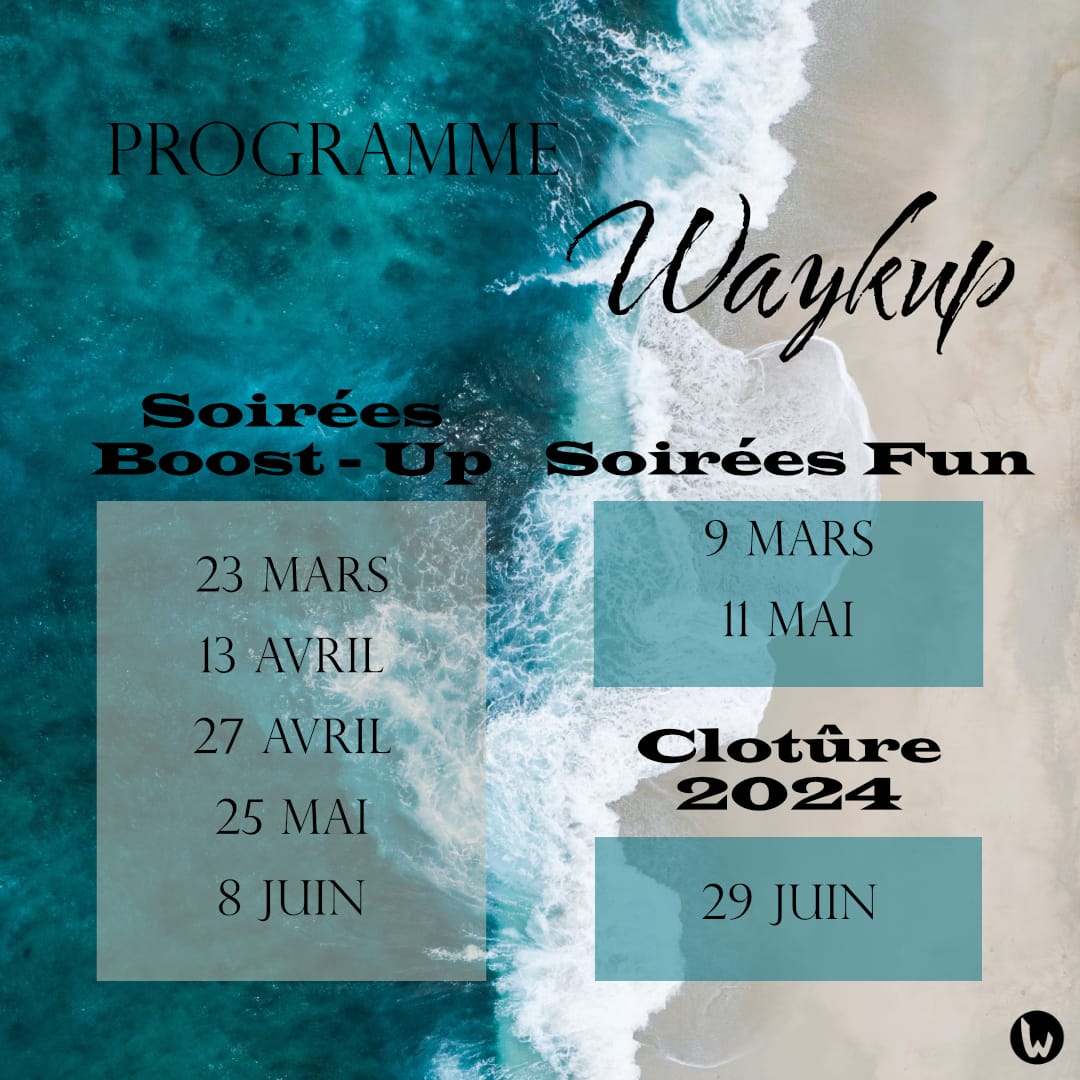 PROGRAMME
Waykup
Soirées
Boost - Up
23 MARS
13 AVRIL
27 AVRIL
25 MAI
8 JUIN
Soirées Fun
9 MARS
11 MAI
Clotûre
2024
29 JUIN
W